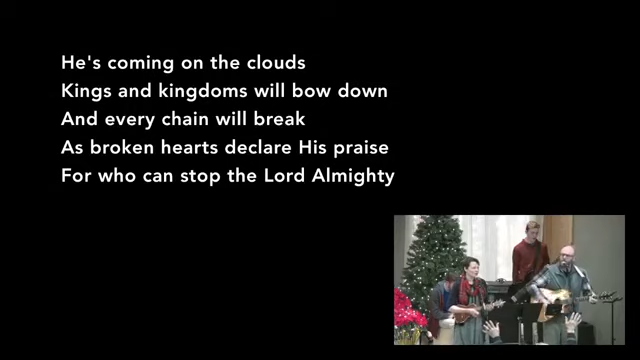 He's coming on the clouds
Kings and kingdoms will bow down
And every chain will break
As broken hearts declare His praise
For who can stop the Lord Almighty